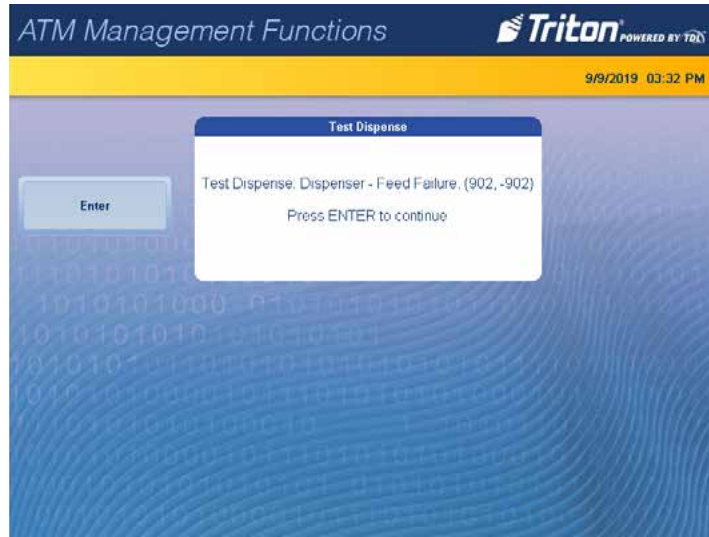 ATM Management Functions
Triton POWERED BY TDL
9/9/2019 03:32 PM
Test Dispense
Test Dispense. Dispenser - Feed Failure. (902, -902)
Enter
Press ENTER to continue